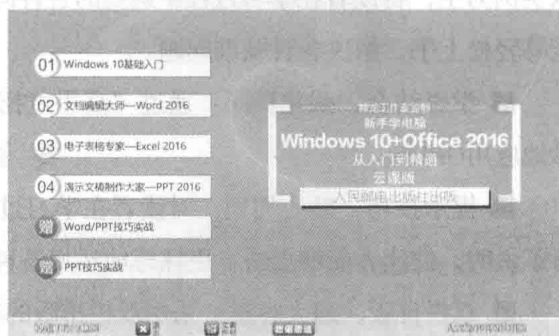 01 Windows 10基础入门
02 文档编辑大师—Word 2016
03 电子表格专家—Excel 2016
04 演示文稿制作大家—PPT 2016
赠 Word/PPT技巧实战
赠 PPT技巧实战
新手学电脑
Windows 10+Office 2016
从入门到精通
云课版
人民邮电出版社出版